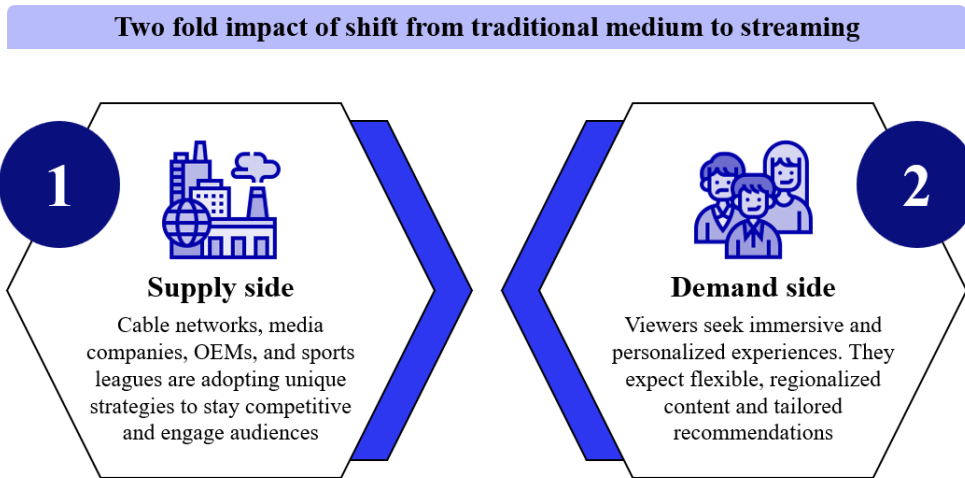 Two fold impact of shift from traditional medium to streaming
1
Supply side
Cable networks, media
companies, OEMs, and sports
leagues are adopting unique
strategies to stay competitive
and engage audiences
2
Demand side
Viewers seek immersive and
personalized experiences. They
expect flexible, regionalized
content and tailored
recommendations